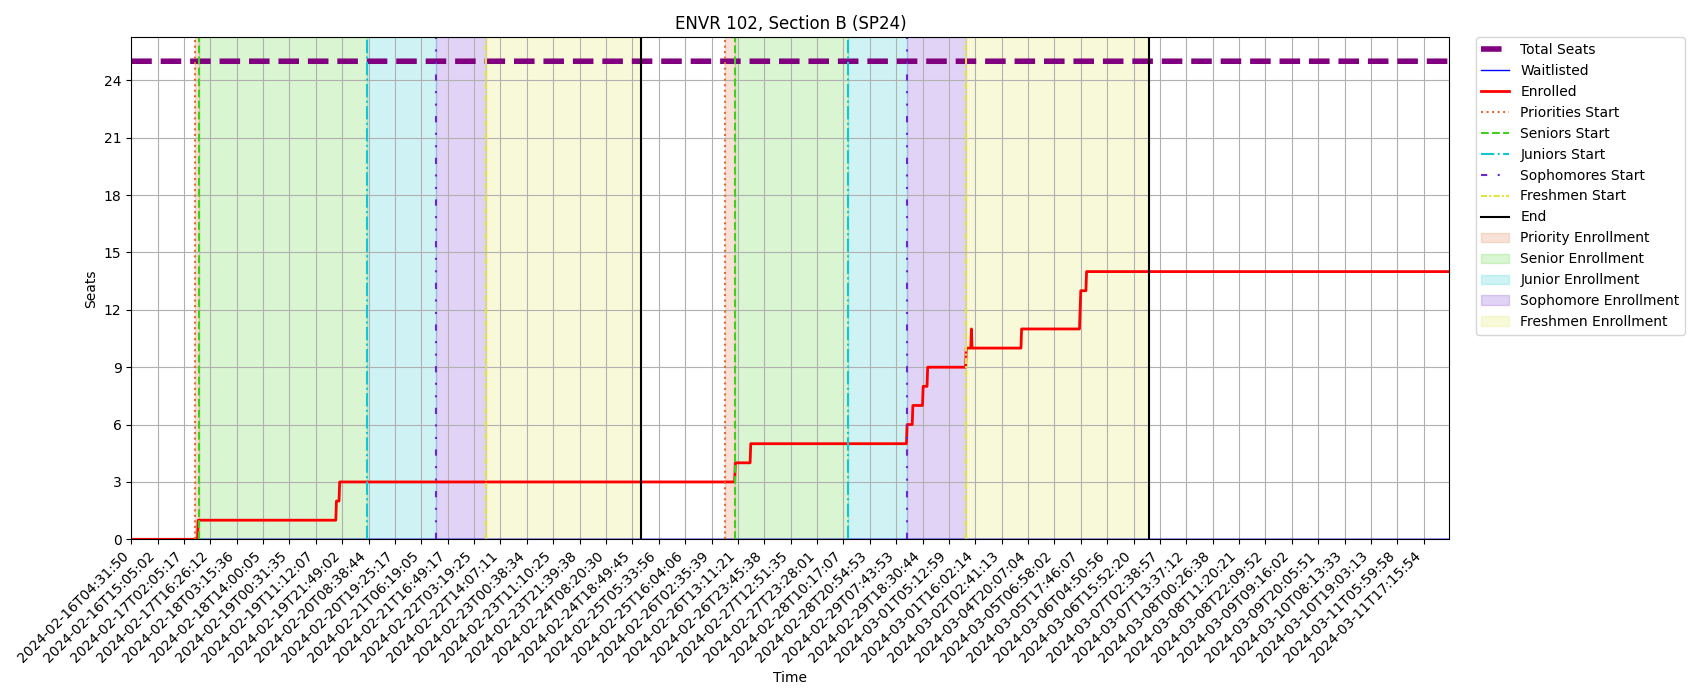 ENVR 102, Section B (SP24)
Seats
24
21
18
15
12
9
6
3
0
2024-02-16T04:31:50
2024-02-16T15:05:02
2024-02-17T02:05:17
2024-02-17T16:26:12
2024-02-18T03:15:36
2024-02-18T14:00:05
2024-02-19T00:31:35
2024-02-19T11:12:07
2024-02-19T21:49:02
2024-02-20T08:38:44
2024-02-20T19:25:17
2024-02-21T06:19:05
2024-02-21T16:49:17
2024-02-22T03:19:25
2024-02-22T14:07:11
2024-02-23T00:38:34
2024-02-23T11:10:25
2024-02-23T21:39:38
2024-02-24T08:20:30
2024-02-24T18:49:45
2024-02-25T05:33:56
2024-02-25T16:04:06
2024-02-26T02:35:39
2024-02-26T13:11:21
2024-02-26T23:45:38
2024-02-27T12:51:35
2024-02-27T23:28:01
2024-02-28T10:17:07
2024-02-28T20:54:53
2024-02-29T07:43:53
2024-02-29T18:30:44
2024-03-01T05:12:59
2024-03-01T16:02:14
2024-03-02T02:41:13
2024-03-04T20:07:04
2024-03-05T06:58:02
2024-03-05T17:46:07
2024-03-06T04:50:56
2024-03-06T15:52:20
2024-03-07T02:38:57
2024-03-07T13:37:12
2024-03-08T00:26:38
2024-03-08T11:20:21
2024-03-08T22:09:52
2024-03-09T09:16:02
2024-03-09T20:05:51
2024-03-10T08:13:33
2024-03-10T19:03:13
2024-03-11T05:59:58
2024-03-11T17:15:54
Time
Total Seats
Waitlisted
Enrolled
Priorities Start
Seniors Start
Juniors Start
Sophomores Start
Freshmen Start
End
Priority Enrollment
Senior Enrollment
Junior Enrollment
Sophomore Enrollment
Freshmen Enrollment